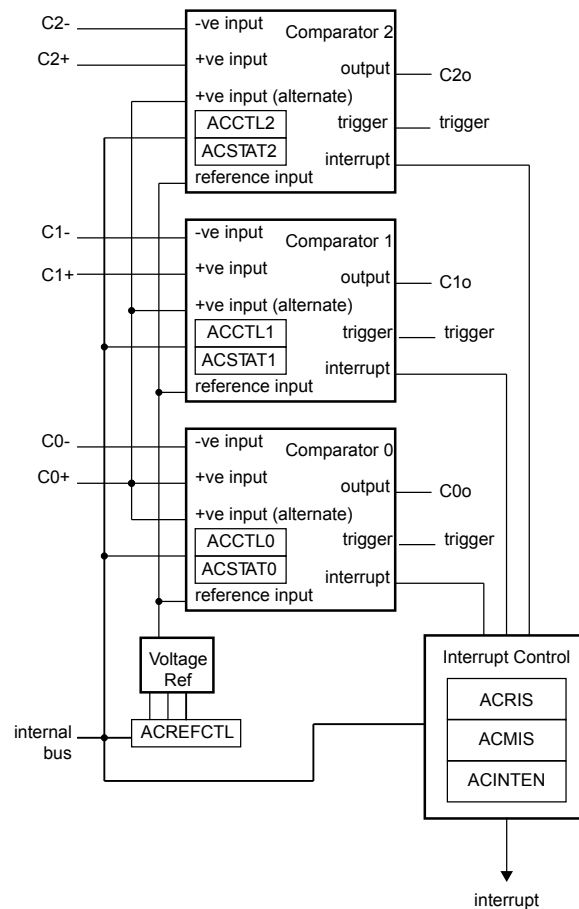 C2-
-ve input
Comparator 2
C2+
+ve input
output
C2o
+ve input (alternate)
ACCTL2
trigger
trigger
ACSTAT2
interrupt
reference input
C1-
-ve input
Comparator 1
C1+
+ve input
output
C1o
+ve input (alternate)
ACCTL1
trigger
trigger
ACSTAT1
interrupt
reference input
C0-
-ve input
Comparator 0
C0+
+ve input
output
C0o
+ve input (alternate)
ACCTL0
trigger
trigger
ACSTAT0
interrupt
reference input
Voltage
Ref
Interrupt Control
ACRIS
internal
bus
ACREFCTL
ACMIS
ACINTEN
interrupt